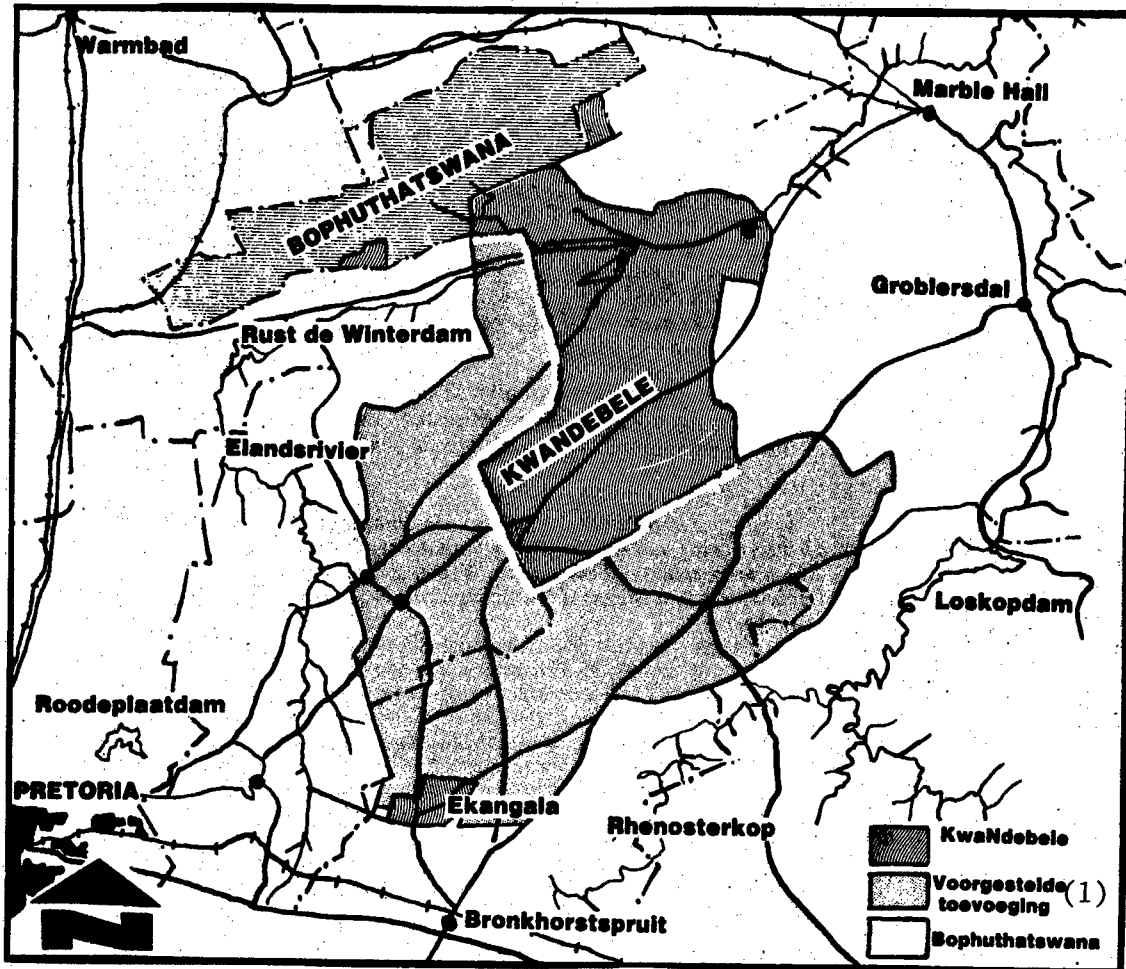 Warmbad
Marble Hall
BOPHUTHATSWANA
Groblersdal
Rust de Winterdam
KWANDEBELE
Elandsrivier
Loskopdam
Roodeplaatdam
PRETORIA
Ekangala
Rhenosterkop
KwaNdebele
Voorgestelde (1)
toevoeging
Bophuthatswana
Bronkhorstspruit
N